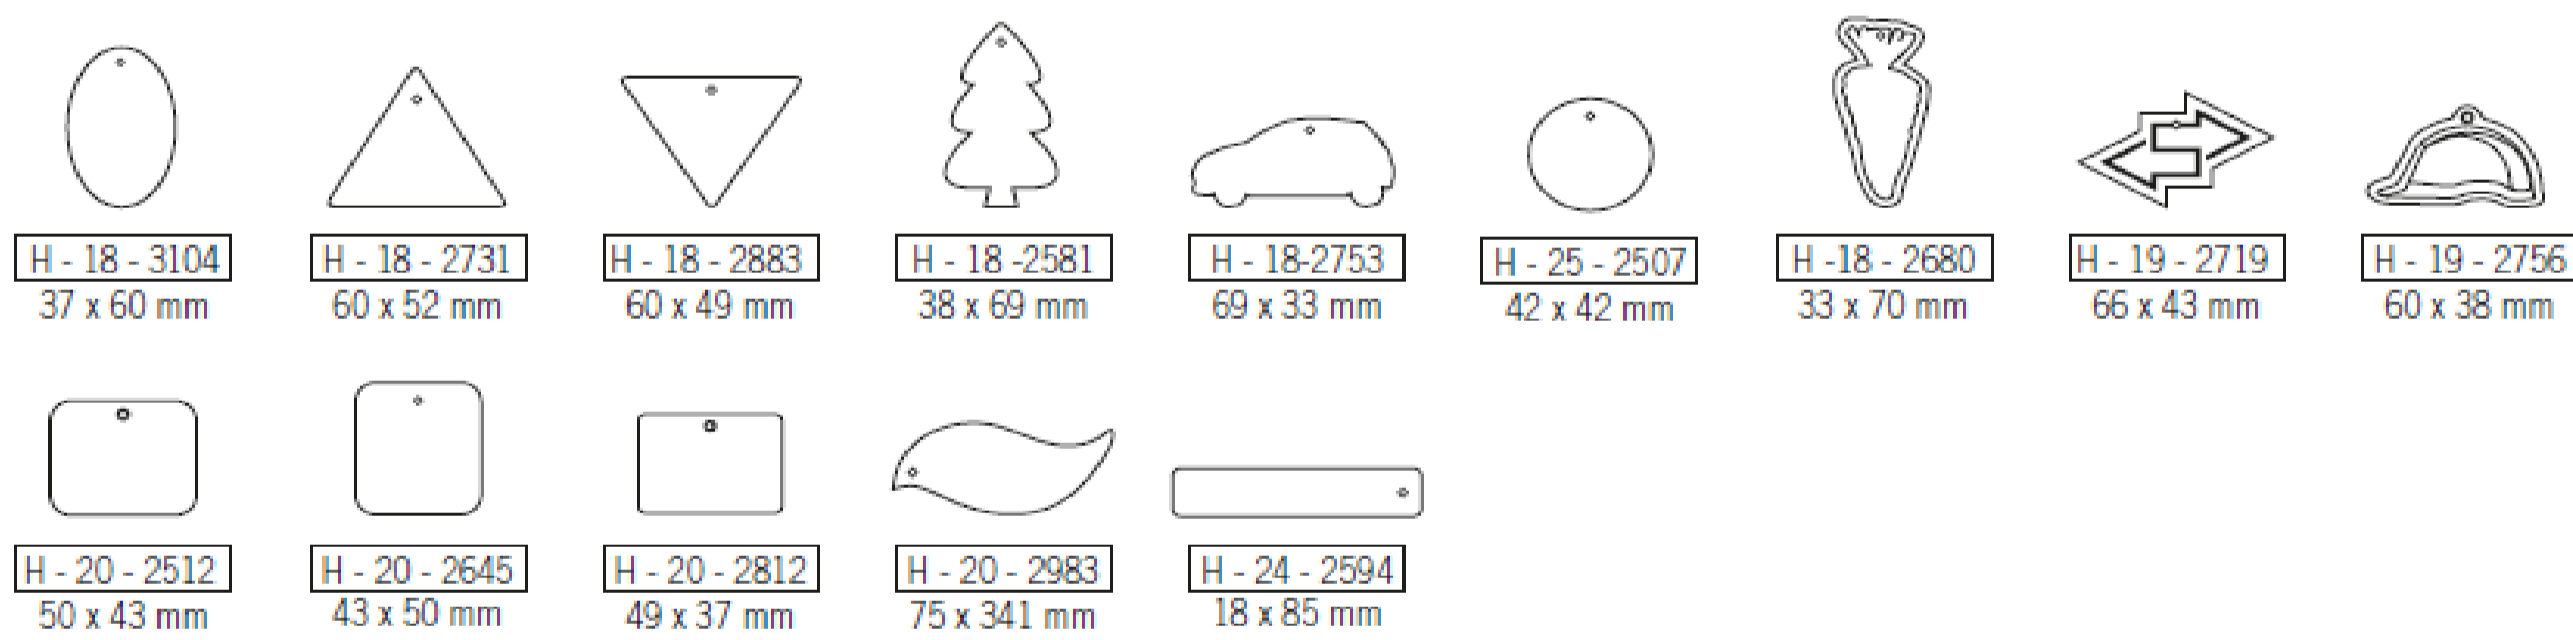 H - 18 - 3104
37 x 60 mm
H - 18 - 2731
60 x 52 mm
H - 18 - 2883
60 x 49 mm
H - 18 -2581
38 x 69 mm
H - 18-2753
69 x 33 mm
H - 25 - 2507
42 x 42 mm
H -18 - 2680
33 x 70 mm
H - 19 - 2719
66 x 43 mm
H - 19 - 2756
60 x 38 mm
H - 20 - 2512
50 x 43 mm
H - 20 - 2645
43 x 50 mm
H - 20 - 2812
49 x 37 mm
H - 20 - 2983
75 x 341 mm
H - 24 - 2594
18 x 85 mm